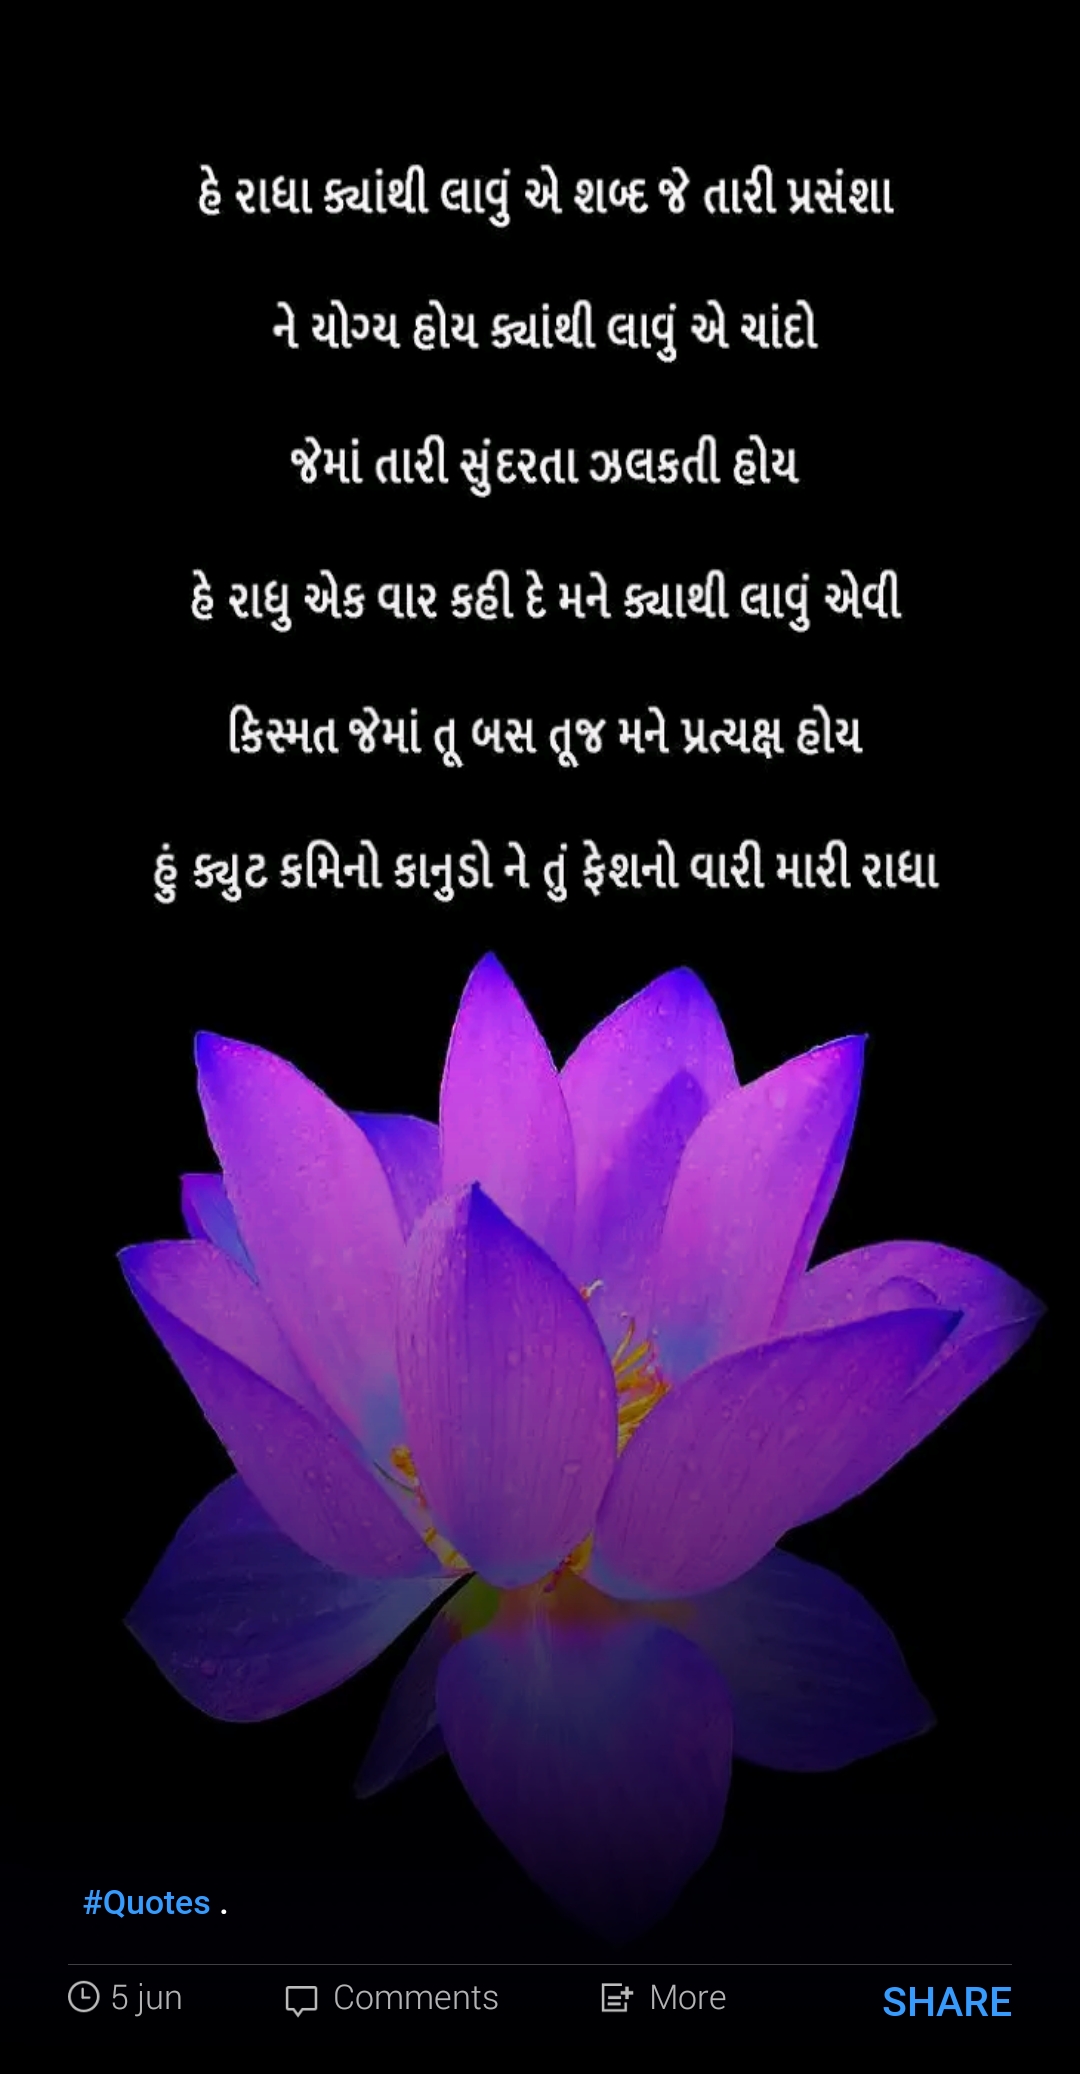 હે રાધા ક્યાંથી લાવું એ શબ્દ જે તારી પ્રસંશા
ને યોગ્ય હોય ક્યાંથી લાવું એ ચાંદો
જેમાં તારી સુંદરતા ઝલકતી હોય
હે રાધુ એક વાર કહી દે મને ક્યાથી લાવું એવી
કિસ્મત જેમાં તૂ બસ તૂજ મને પ્રત્યક્ષ હોય
હું ક્યુટ કમિનો કાનુડો ને તું ફેશનો વારી મારી રાધા
#Quotes .
5 jun Comments More SHARE